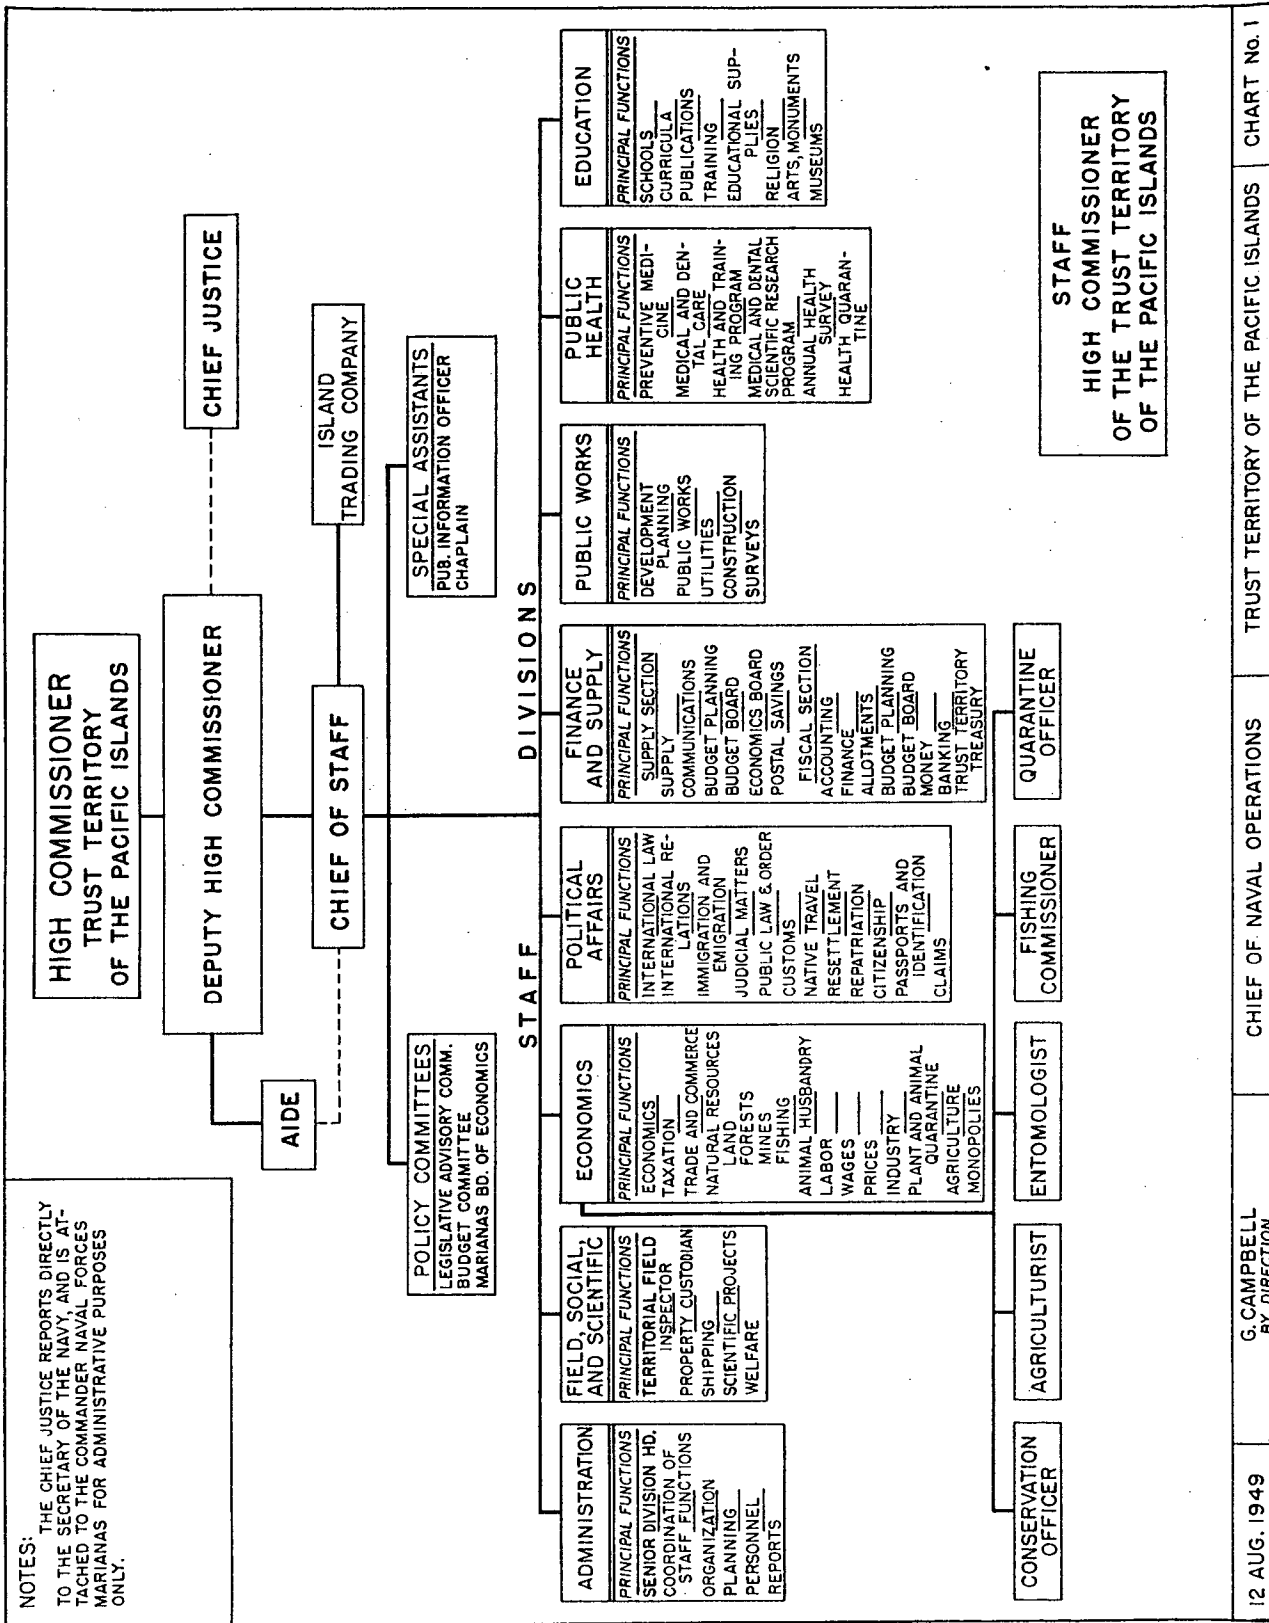 NOTES:
THE CHIEF JUSTICE REPORTS DIRECTLY
TO THE SECRETARY OF THE NAVY, AND IS AT-
TACHED TO THE COMMANDER NAVAL FORCES
MARIANAS FOR ADMINISTRATIVE PURPOSES
ONLY.
HIGH COMMISSIONER
TRUST TERRITORY
OF THE PACIFIC ISLANDS
DEPUTY HIGH COMMISSIONER
CHIEF JUSTICE
AIDE
CHIEF OF STAFF
ISLAND
TRADING COMPANY
POLICY COMMITTEES
LEGISLATIVE ADVISORY COMM.
BUDGET COMMITTEE
MARIANAS BD. OF ECONOMICS
SPECIAL ASSISTANTS
PUB. INFORMATION OFFICER
CHAPLAIN
STAFF DIVISIONS
ADMINISTRATION
PRINCIPAL FUNCTIONS
SENIOR DIVISION HD.
COORDINATION OF
STAFF FUNCTIONS
ORGANIZATION
PLANNING
PERSONNEL
REPORTS
FIELD, SOCIAL,
AND SCIENTIFIC
PRINCIPAL FUNCTIONS
TERRITORIAL FIELD
INSPECTOR
PROPERTY CUSTODIAN
SHIPPING
SCIENTIFIC PROJECTS
WELFARE
ECONOMICS
PRINCIPAL FUNCTIONS
ECONOMICS
TAXATION
TRADE AND COMMERCE
NATURAL RESOURCES
LAND
FORESTS
MINES
FISHING
ANIMAL HUSBANDRY
LABOR
WAGES
PRICES
INDUSTRY
PLANT AND ANIMAL
QUARANTINE
AGRICULTURE
MONOPOLIES
POLITICAL
AFFAIRS
PRINCIPAL FUNCTIONS
INTERNATIONAL LAW
INTERNATIONAL RE-
LATIONS
IMMIGRATION AND
EMIGRATION
JUDICIAL MATTERS
PUBLIC LAW & ORDER
CUSTOMS
NATIVE TRAVEL
RESETTLEMENT
REPATRIATION
CITIZENSHIP
PASSPORTS AND
IDENTIFICATION
CLAIMS
FINANCE
AND SUPPLY
PRINCIPAL FUNCTIONS
SUPPLY SECTION
SUPPLY
COMMUNICATIONS
BUDGET PLANNING
BUDGET BOARD
ECONOMICS BOARD
POSTAL SAVINGS
FISCAL SECTION
ACCOUNTING
FINANCE
ALLOTMENTS
BUDGET PLANNING
BUDGET BOARD
MONEY
BANKING
TRUST TERRITORY
TREASURY
PUBLIC WORKS
PRINCIPAL FUNCTIONS
DEVELOPMENT
PLANNING
PUBLIC WORKS
UTILITIES
CONSTRUCTION
SURVEYS
PUBLIC
HEALTH
PRINCIPAL FUNCTIONS
PREVENTIVE MEDI-
CINE
MEDICAL AND DEN-
TAL CARE
HEALTH AND TRAIN-
ING PROGRAM
MEDICAL AND DENTAL
SCIENTIFIC RESEARCH
PROGRAM
ANNUAL HEALTH
SURVEY
HEALTH QUARAN-
TINE
EDUCATION
PRINCIPAL FUNCTIONS
SCHOOLS
CURRICULA
PUBLICATIONS
TRAINING
EDUCATIONAL SUP-
PLIES
RELIGION
ARTS, MONUMENTS
MUSEUMS
CONSERVATION
OFFICER
AGRICULTURIST
ENTOMOLOGIST
FISHING
COMMISSIONER
QUARANTINE
OFFICER
STAFF
HIGH COMMISSIONER
OF THE TRUST TERRITORY
OF THE PACIFIC ISLANDS
12 AUG. 1949
G. CAMPBELL
BY DIRECTION
CHIEF OF NAVAL OPERATIONS
TRUST TERRITORY OF THE PACIFIC ISLANDS
CHART No. 1